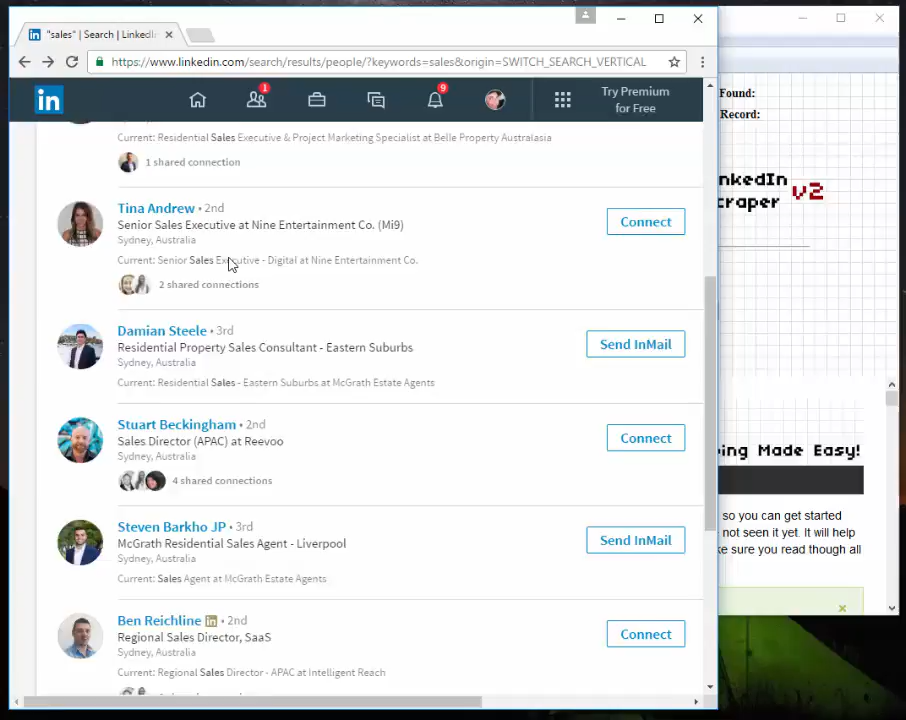 "sales" | Search | LinkedIn
https://www.linkedin.com/search/results/people/?keywords=sales&origin=SWITCH_SEARCH_VERTICAL
in
1
9
Try Premium
for Free
Current: Residential Sales Executive & Project Marketing Specialist at Belle Property Australasia
1 shared connection
Tina Andrew • 2nd
Senior Sales Executive at Nine Entertainment Co. (Mi9)
Sydney, Australia
Current: Senior Sales Executive - Digital at Nine Entertainment Co.
2 shared connections
Connect
Damian Steele • 3rd
Residential Property Sales Consultant - Eastern Suburbs
Sydney, Australia
Current: Residential Sales - Eastern Suburbs at McGrath Estate Agents
Send InMail
Stuart Beckingham • 2nd
Sales Director (APAC) at Reevoo
Sydney, Australia
4 shared connections
Connect
Steven Barkho JP • 3rd
McGrath Residential Sales Agent - Liverpool
Sydney, Australia
Current: Sales Agent at McGrath Estate Agents
Send InMail
Ben Reichline in • 2nd
Regional Sales Director, SaaS
Sydney, Australia
Current: Regional Sales Director - APAC at Intelligent Reach
Connect
Found:
Record:
nkedIn
craper v2
ing Made Easy!
so you can get started
not seen it yet. It will help
ke sure you read though all